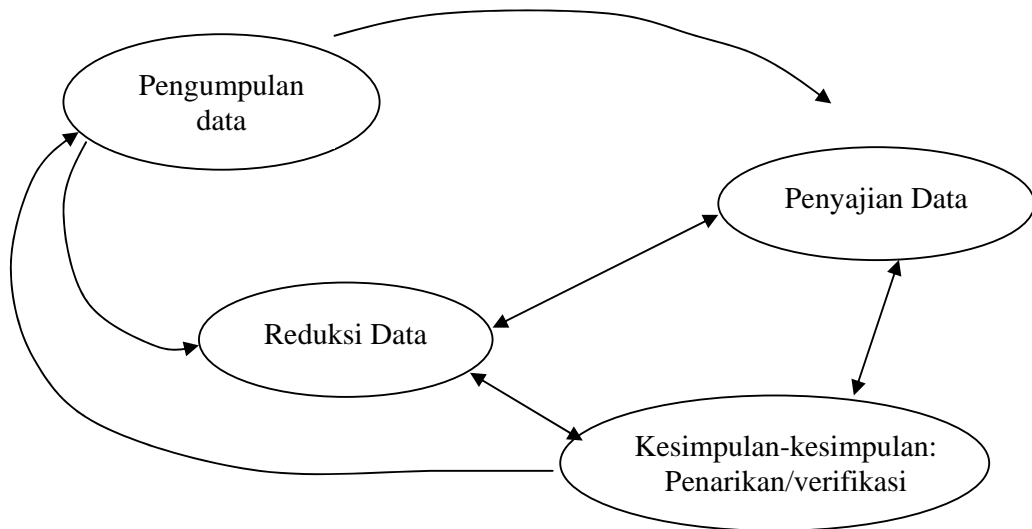 Pengumpulan
data
Penyajian Data
Reduksi Data
Kesimpulan-kesimpulan:
Penarikan/verifikasi